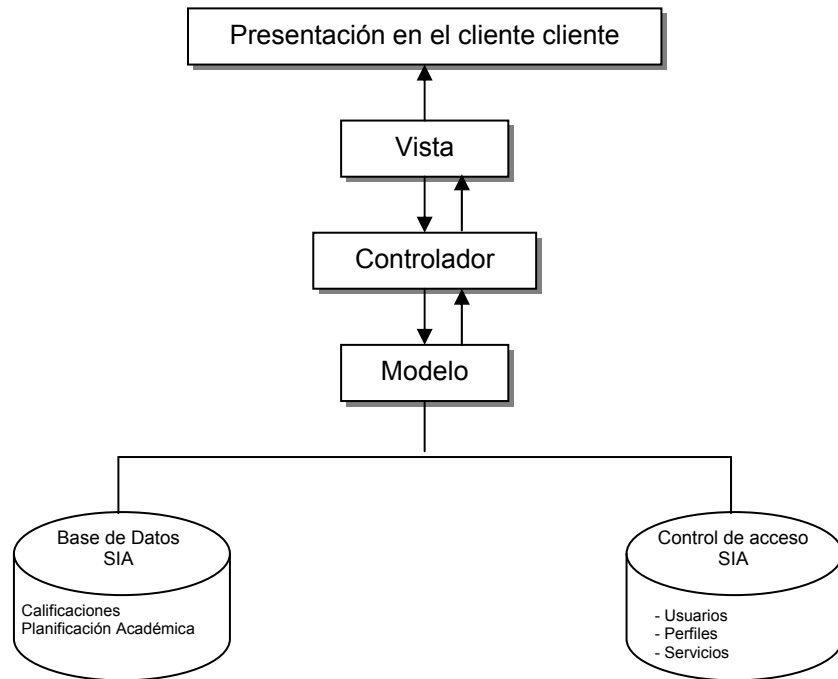 Presentación en el cliente cliente
Vista
Controlador
Modelo
Base de Datos
SIA
Calificaciones
Planificación Académica
Control de acceso
SIA
- Usuarios
- Perfiles
- Servicios